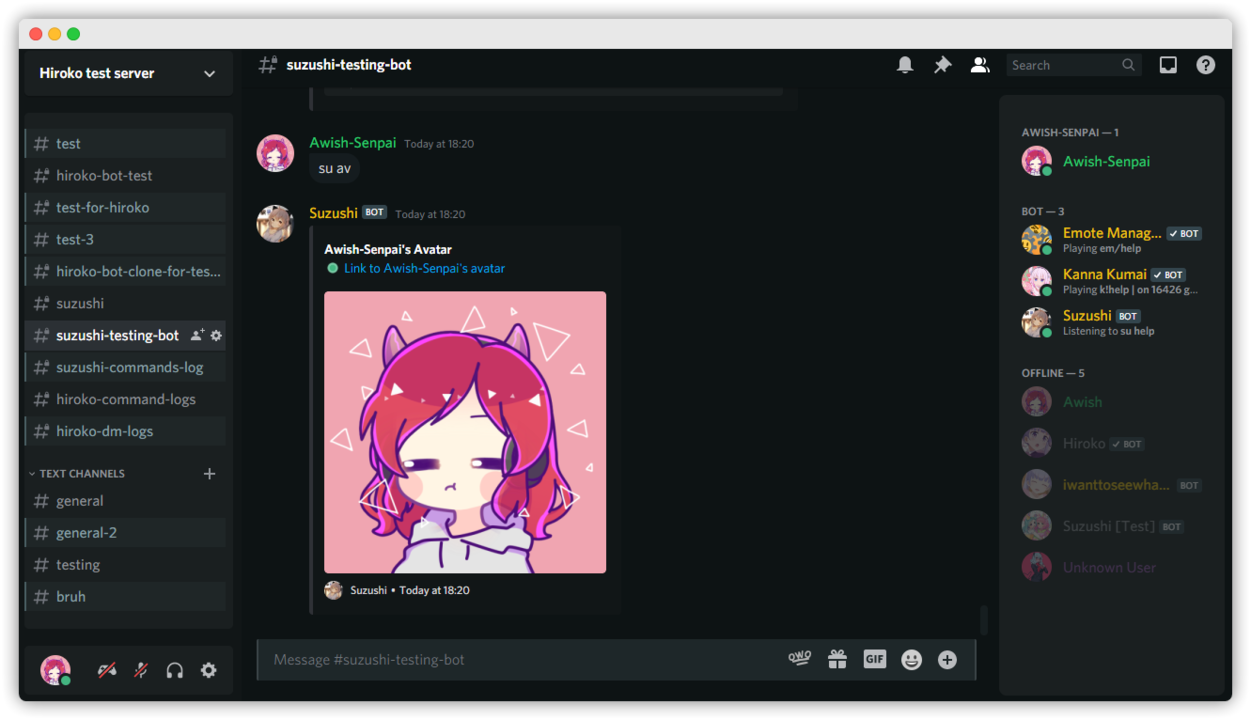 Hiroko test server
test
hiroko-bot-test
test-for-hiroko
test-3
hiroko-bot-clone-for-tes...
suzushi
suzushi-testing-bot
suzushi-commands-log
hiroko-command-logs
hiroko-dm-logs
TEXT CHANNELS
general
general-2
testing
bruh
suzushi-testing-bot
Search
Awish-Senpai Today at 18:20
su av
Suzushi BOT Today at 18:20
Awish-Senpai's Avatar
Link to Awish-Senpai's avatar
Suzushi • Today at 18:20
Message #suzushi-testing-bot
OWO
GIF
AWISH-SENPAI — 1
Awish-Senpai
BOT — 3
Emote Manag... ✓ BOT
Playing em/help
Kanna Kumai ✓ BOT
Playing k!help | on 16426 g...
Suzushi BOT
Listening to su help
OFFLINE — 5
Awish
Hiroko ✓ BOT
iwanttoseewha... BOT
Suzushi [Test] BOT
Unknown User